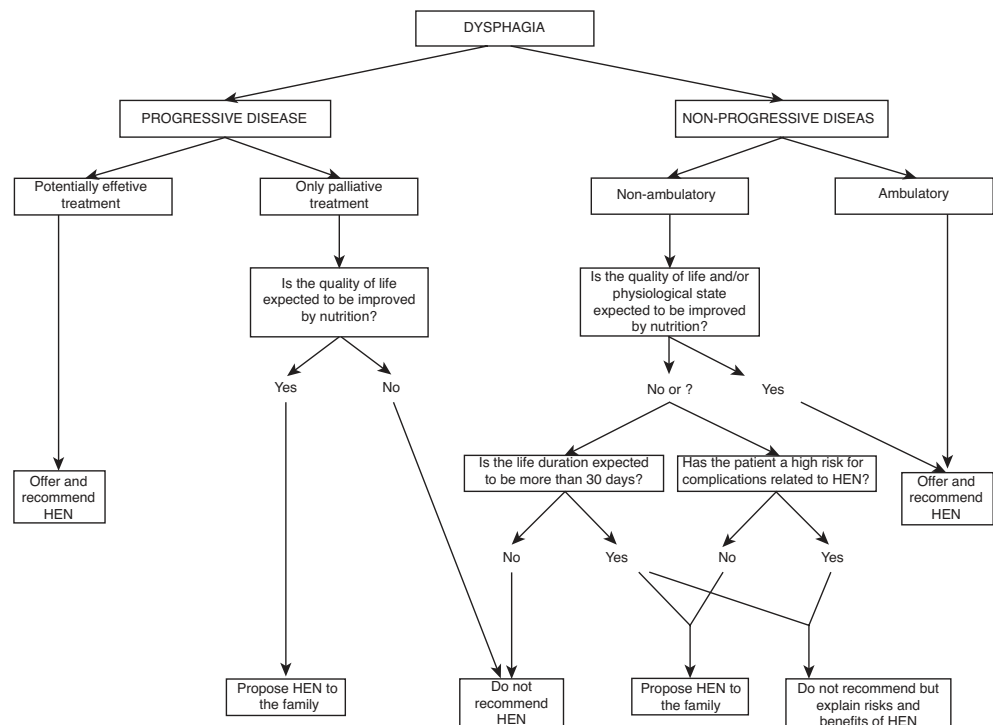 DYSPHAGIA
PROGRESSIVE DISEASE
NON-PROGRESSIVE DISEAS
Potentially effetive
treatment
Only palliative
treatment
Non-ambulatory
Ambulatory
Is the quality of life
expected to be improved
by nutrition?
Is the quality of life and/or
physiological state
expected to be improved
by nutrition?
Yes
No
No or ?
Yes
Offer and
recommend
HEN
Is the life duration expected
to be more than 30 days?
Has the patient a high risk for
complications related to HEN?
Offer and
recommend
HEN
No
Yes
No
Yes
Propose HEN to
the family
Do not
recommend
HEN
Propose HEN to
the family
Do not recommend but
explain risks and
benefits of HEN